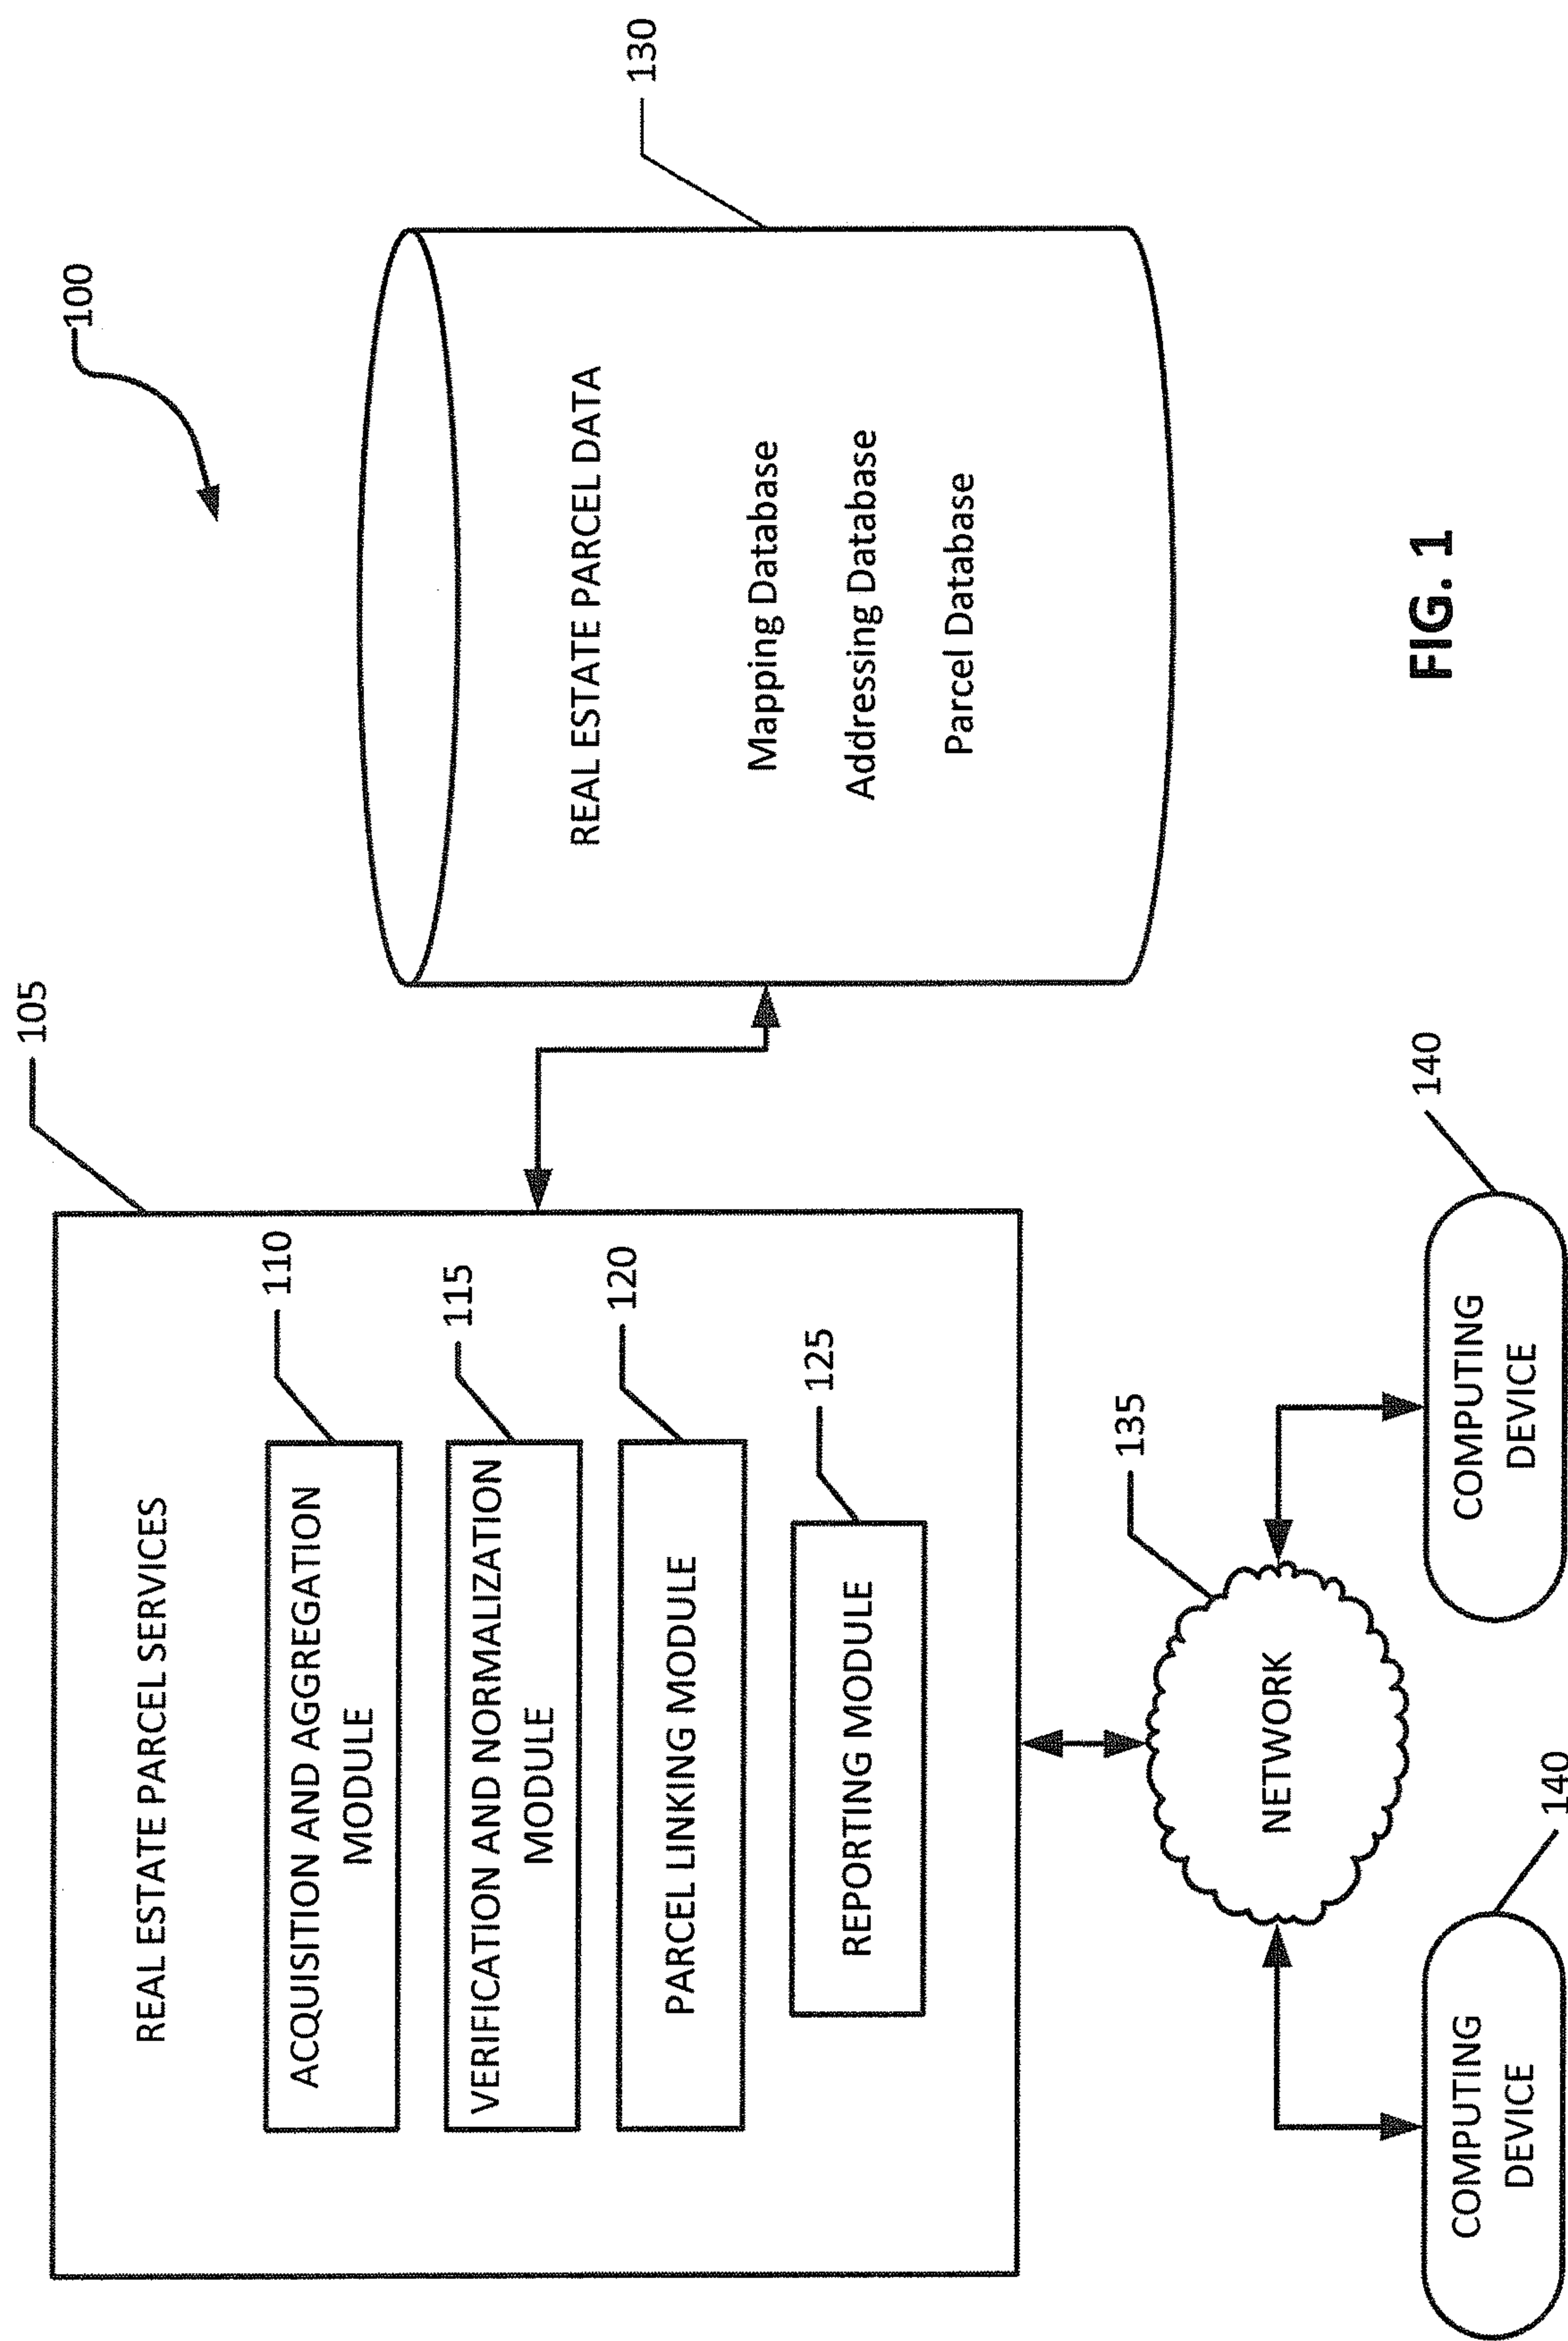 100
105
REAL ESTATE PARCEL SERVICES
110
ACQUISITION AND AGGREGATION
MODULE
115
VERIFICATION AND NORMALIZATION
MODULE
120
PARCEL LINKING MODULE
125
REPORTING MODULE
130
REAL ESTATE PARCEL DATA
Mapping Database
Addressing Database
Parcel Database
135
NETWORK
140
COMPUTING
DEVICE
140
COMPUTING
DEVICE
FIG. 1